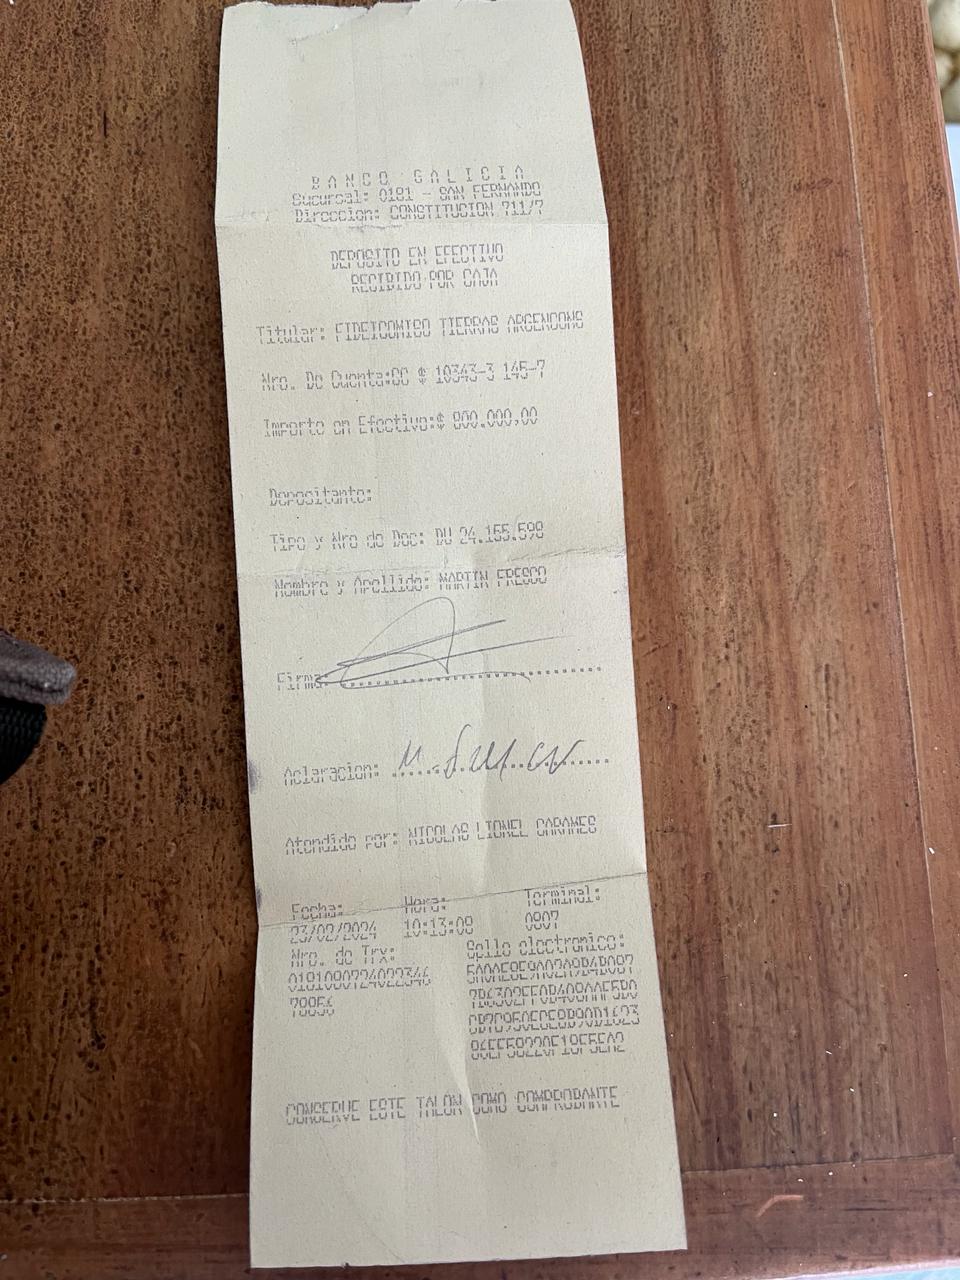 BANCO GALICIA
Sucursal: 0181 - SAN FERNANDO
Direccion: CONSTITUCION 711/7
DEPOSITO EN EFECTIVO
RECIBIDO POR CAJA
Titular: FIDEICOMISO TIERRAS ARGENCONS
Nro. De Cuenta:CC $ 10343-3 145-7
Importe en Efectivo:$ 800.000,00
Depositante:
Tipo y Nro de Doc: DU 24.155.598
Nombre y Apellido: MARTIN FRESCO
Firma
Aclaracion:
Atendido por: NICOLAS LIONEL CARAMES
Fecha: Hora: Terminal:
23/02/2024 10:13:08 0807
Nro. de Trx: Sello electronico:
0181080724022346
78856
CONSERVE ESTE TALON COMO COMPROBANTE